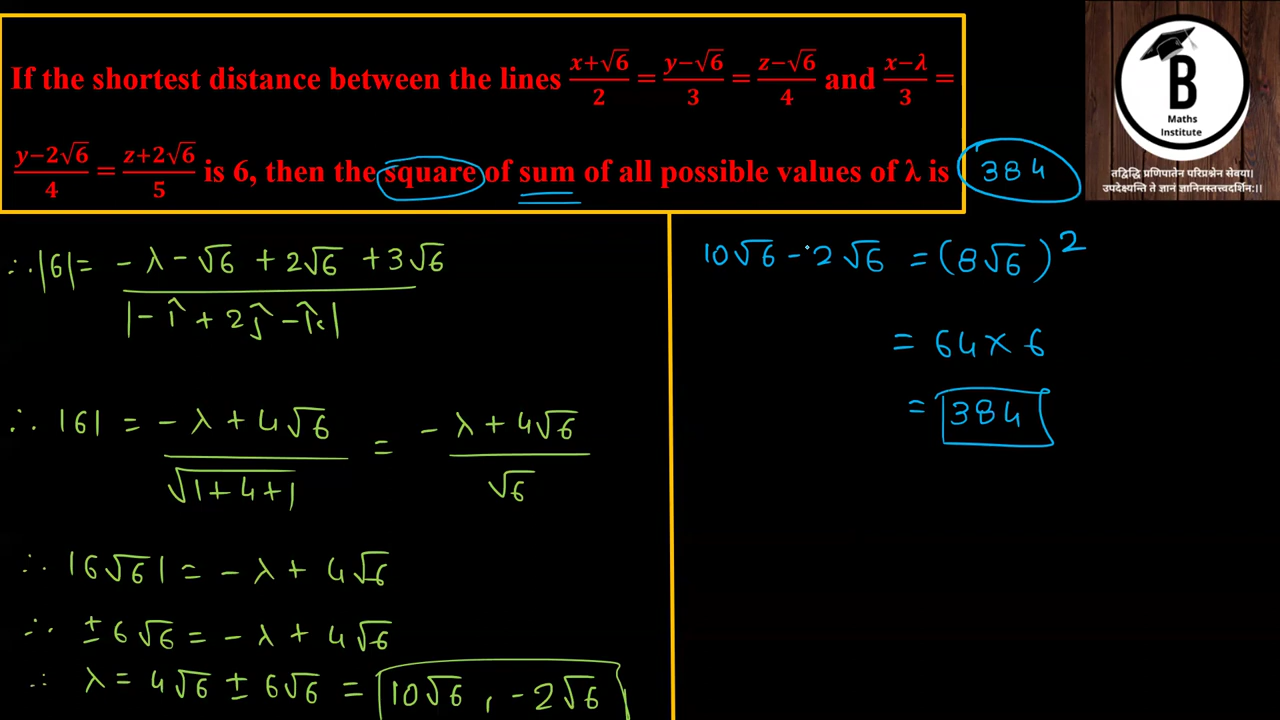 If the shortest distance between the lines (x+√6)/2 = (y−√6)/3 = (z−√6)/4 and (x−λ)/3 =
(y−2√6)/4 = (z+2√6)/5 is 6, then the square of sum of all possible values of λ is 384
B
Maths
Institute
तद्विद्धि प्रणिपातेन परिप्रश्नेन सेवया।
उपदेक्ष्यन्ति ते ज्ञानं ज्ञानिनस्तत्त्वदर्शिनः।।
∴ |6| = (−λ−√6+2√6+3√6)/|−î+2ĵ−k̂|
∴ |6| = (−λ+4√6)/√(1+4+1) = (−λ+4√6)/√6
∴ |6√6| = −λ+4√6
∴ ±6√6 = −λ+4√6
∴ λ = 4√6 ± 6√6 = 10√6, −2√6
10√6 − 2√6 = (8√6)²
= 64×6
= 384